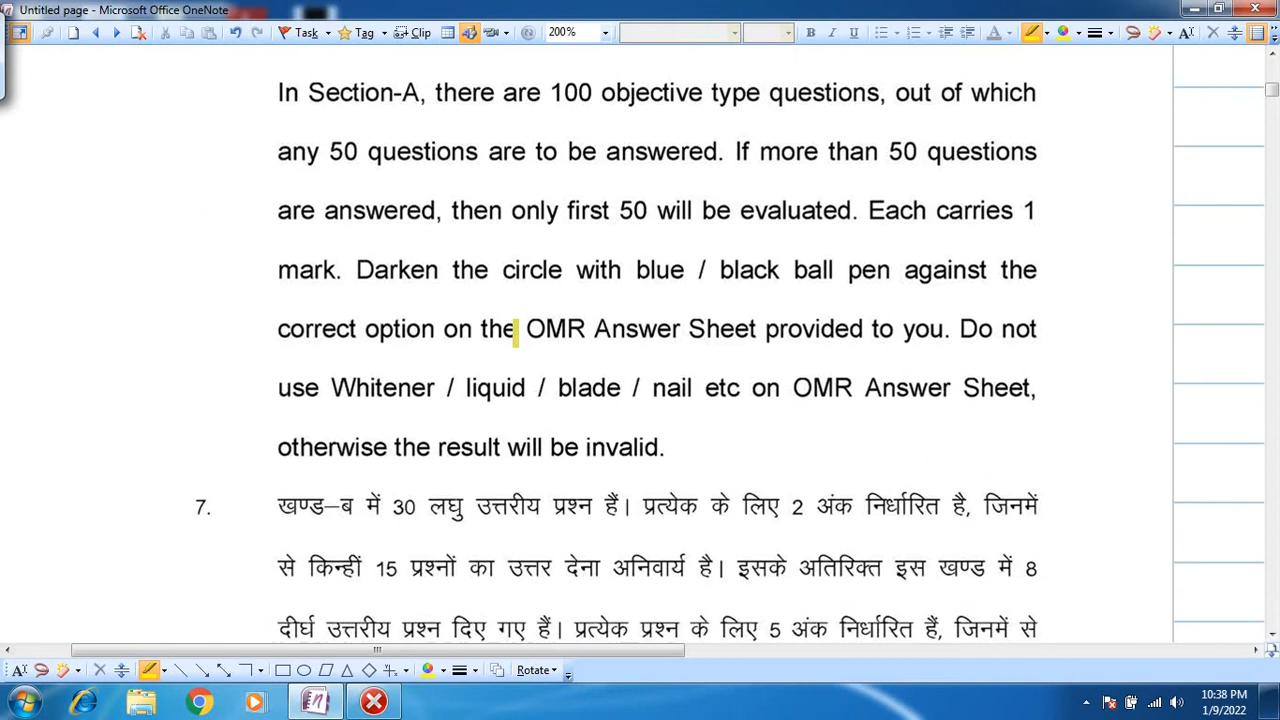 Untitled page - Microsoft Office OneNote
Task Tag Clip 200% B I U
In Section-A, there are 100 objective type questions, out of which
any 50 questions are to be answered. If more than 50 questions
are answered, then only first 50 will be evaluated. Each carries 1
mark. Darken the circle with blue / black ball pen against the
correct option on the OMR Answer Sheet provided to you. Do not
use Whitener / liquid / blade / nail etc on OMR Answer Sheet,
otherwise the result will be invalid.
7. खण्ड–ब में 30 लघु उत्तरीय प्रश्न हैं। प्रत्येक के लिए 2 अंक निर्धारित है, जिनमें
से किन्हीं 15 प्रश्नों का उत्तर देना अनिवार्य है। इसके अतिरिक्त इस खण्ड में 8
दीर्घ उत्तरीय प्रश्न दिए गए हैं। प्रत्येक प्रश्न के लिए 5 अंक निर्धारित हैं, जिनमें से
Rotate
10:38 PM
1/9/2022